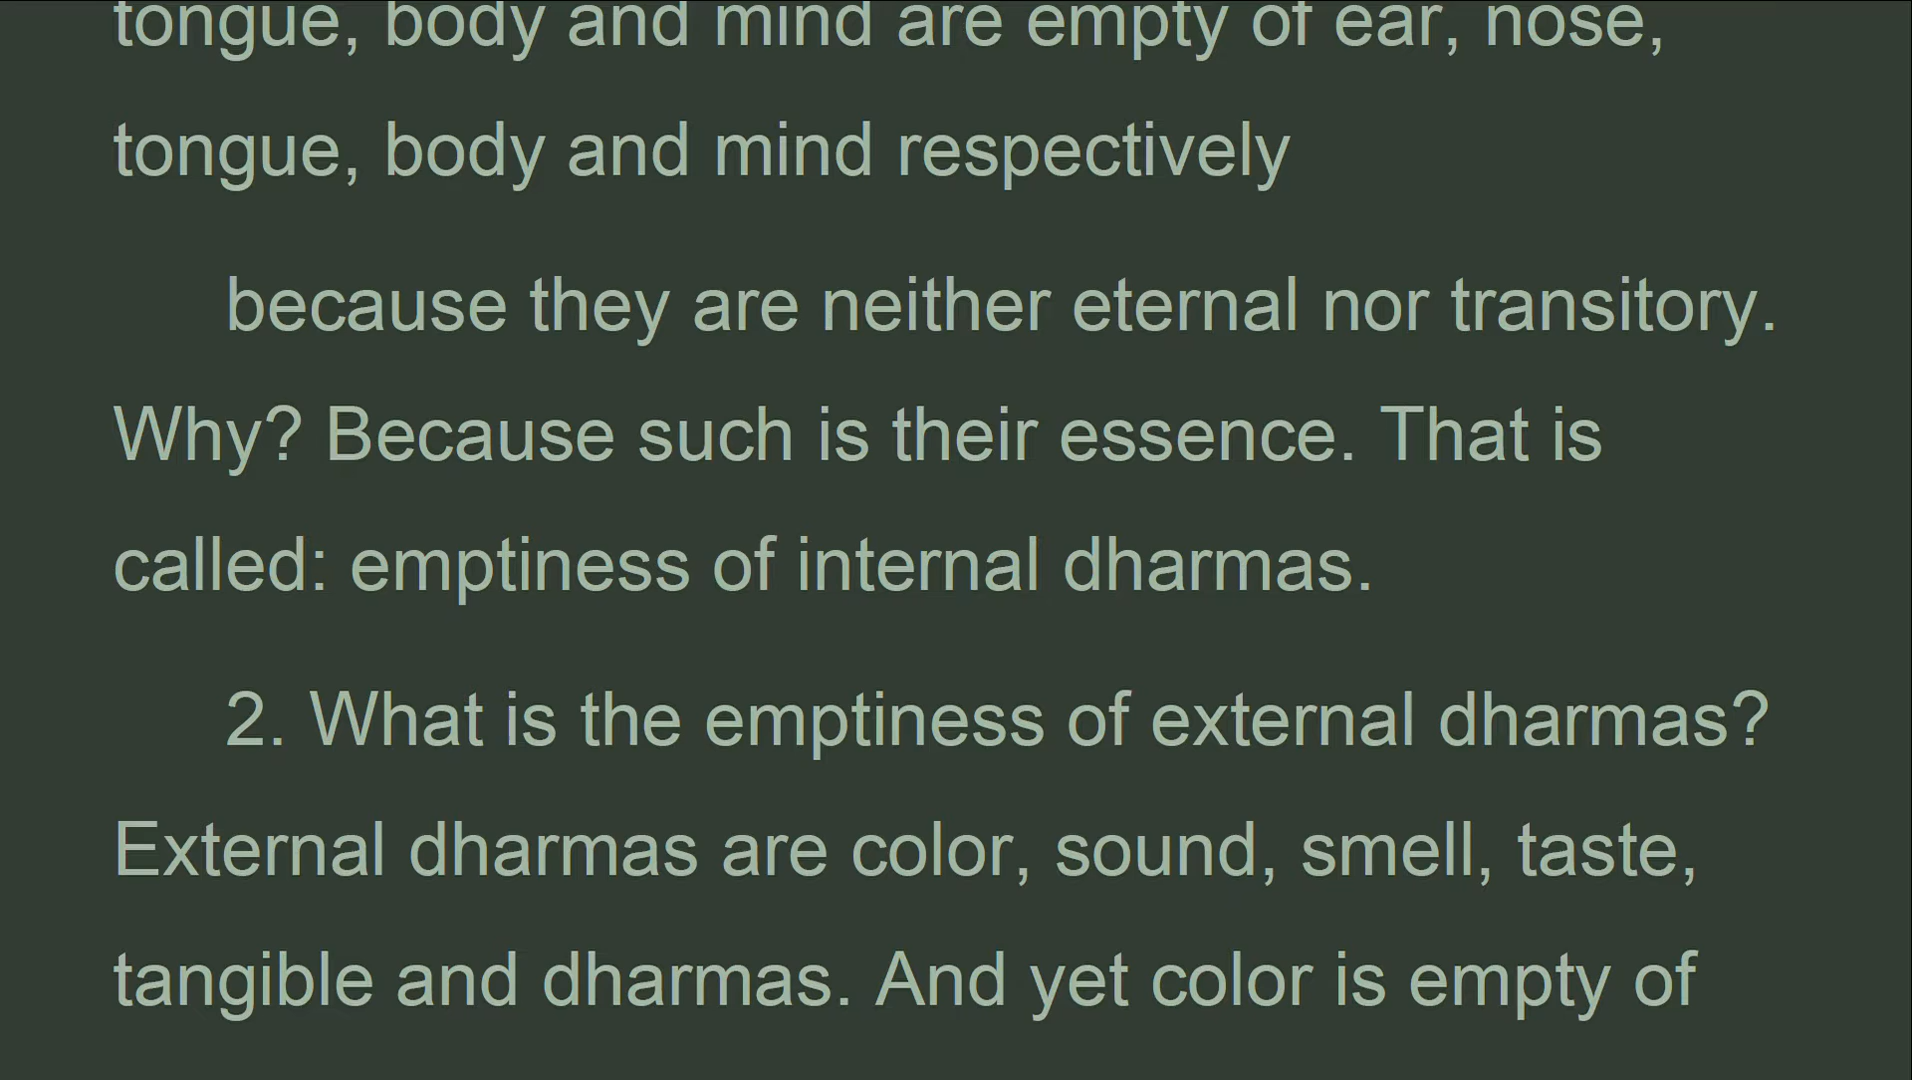 tongue, body and mind are empty of ear, nose,
tongue, body and mind respectively
because they are neither eternal nor transitory.
Why? Because such is their essence. That is
called: emptiness of internal dharmas.
2. What is the emptiness of external dharmas?
External dharmas are color, sound, smell, taste,
tangible and dharmas. And yet color is empty of